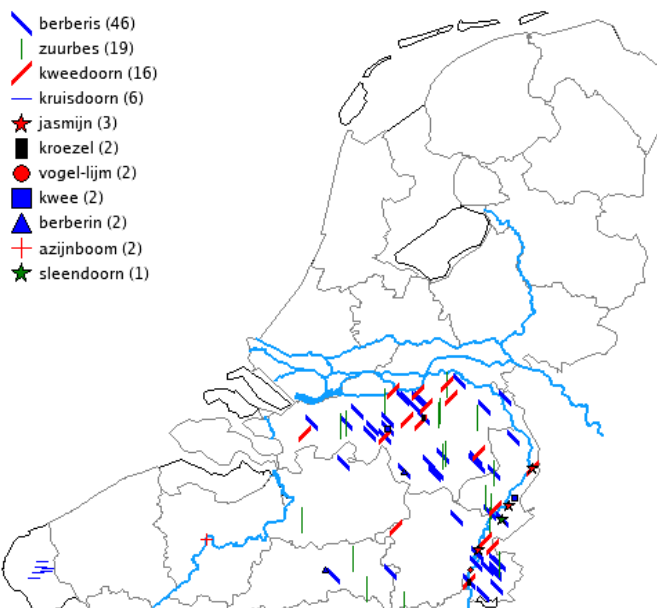 berberis (46)
zuurbes (19)
kweedoorn (16)
kruisdoorn (6)
jasmijn (3)
kroezel (2)
vogel-lijm (2)
kwee (2)
berberin (2)
azijnboom (2)
sleendoorn (1)